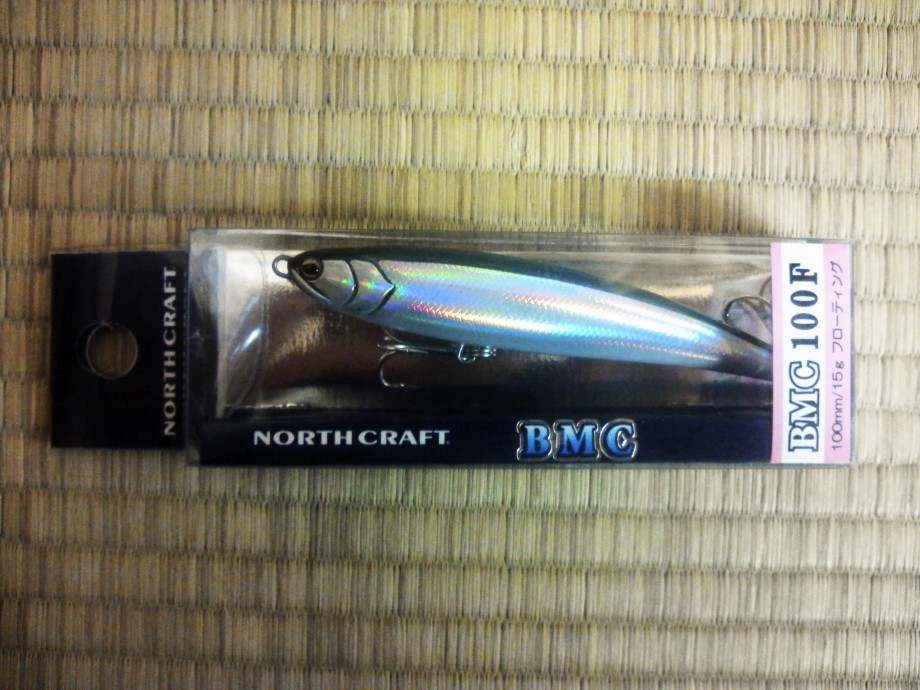 NORTH CRAFT
NORTH CRAFT
BMC
BMC 100F
100mm/15g フローティング